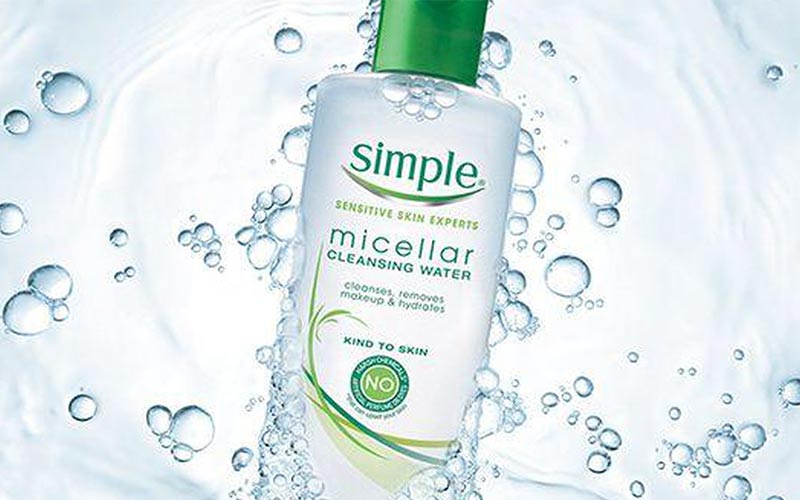 simple®
SENSITIVE SKIN EXPERTS
micellar
CLEANSING WATER
cleanses, removes
makeup & hydrates
KIND TO SKIN
NO